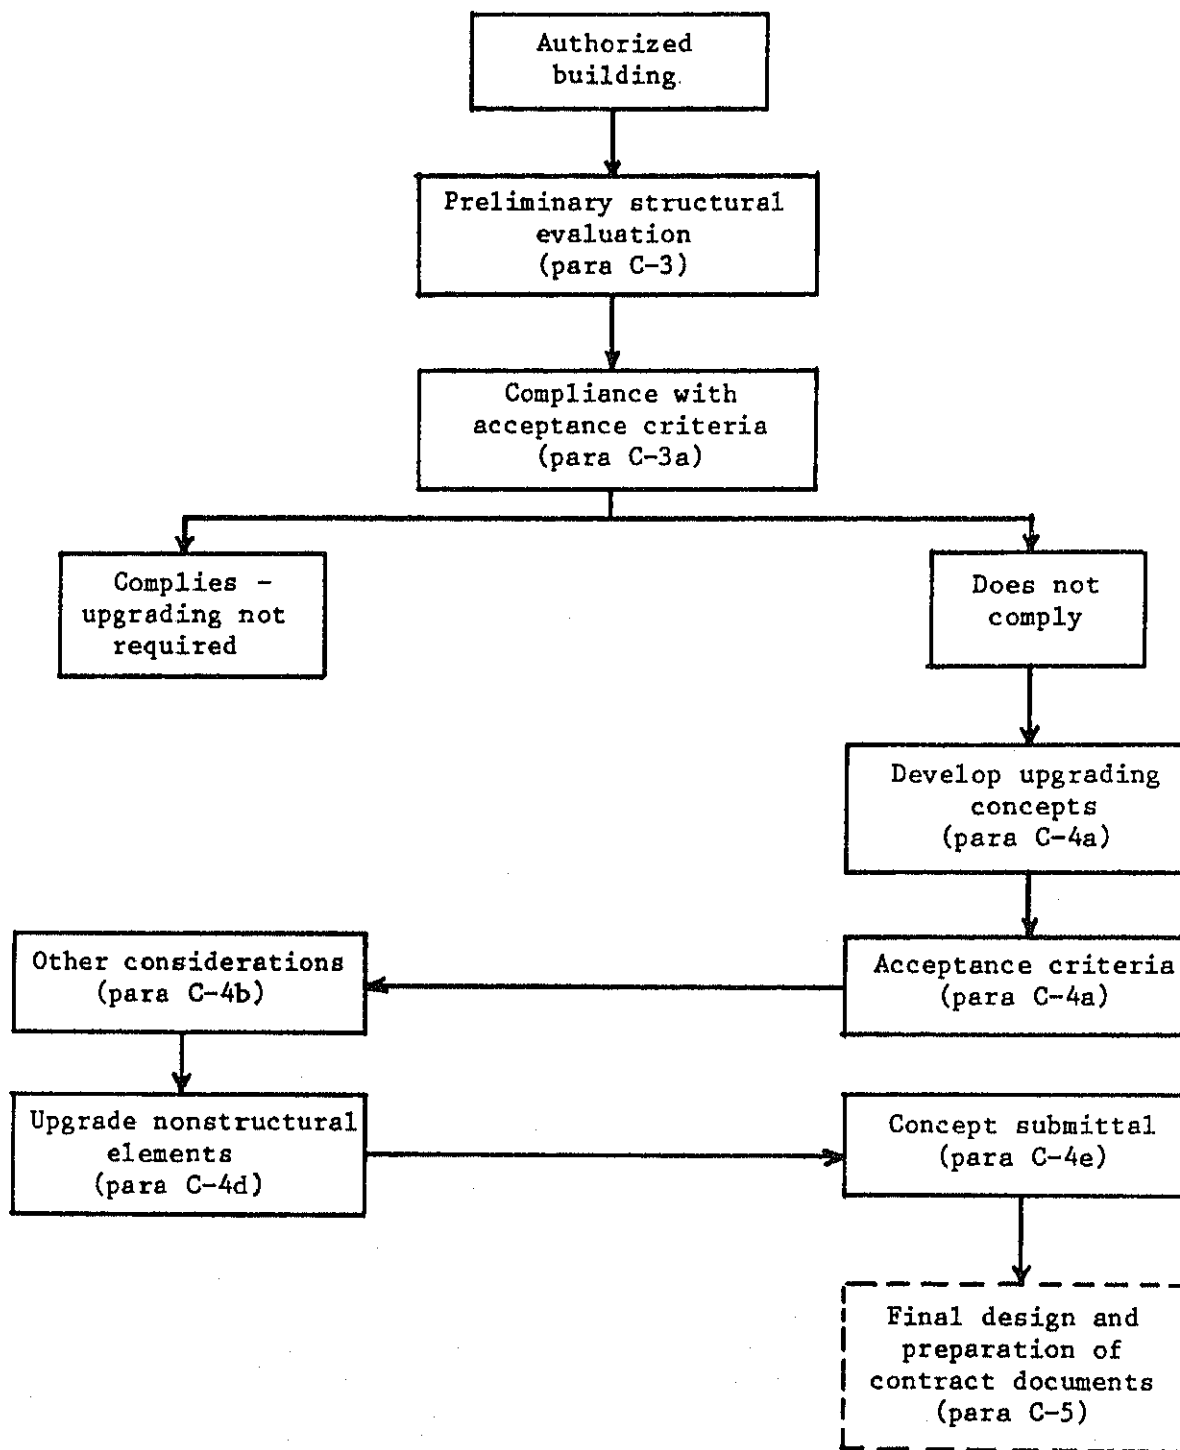 Authorized
building
Preliminary structural
evaluation
(para C-3)
Compliance with
acceptance criteria
(para C-3a)
Complies -
upgrading not
required
Does not
comply
Develop upgrading
concepts
(para C-4a)
Acceptance criteria
(para C-4a)
Other considerations
(para C-4b)
Upgrade nonstructural
elements
(para C-4d)
Concept submittal
(para C-4e)
Final design and
preparation of
contract documents
(para C-5)